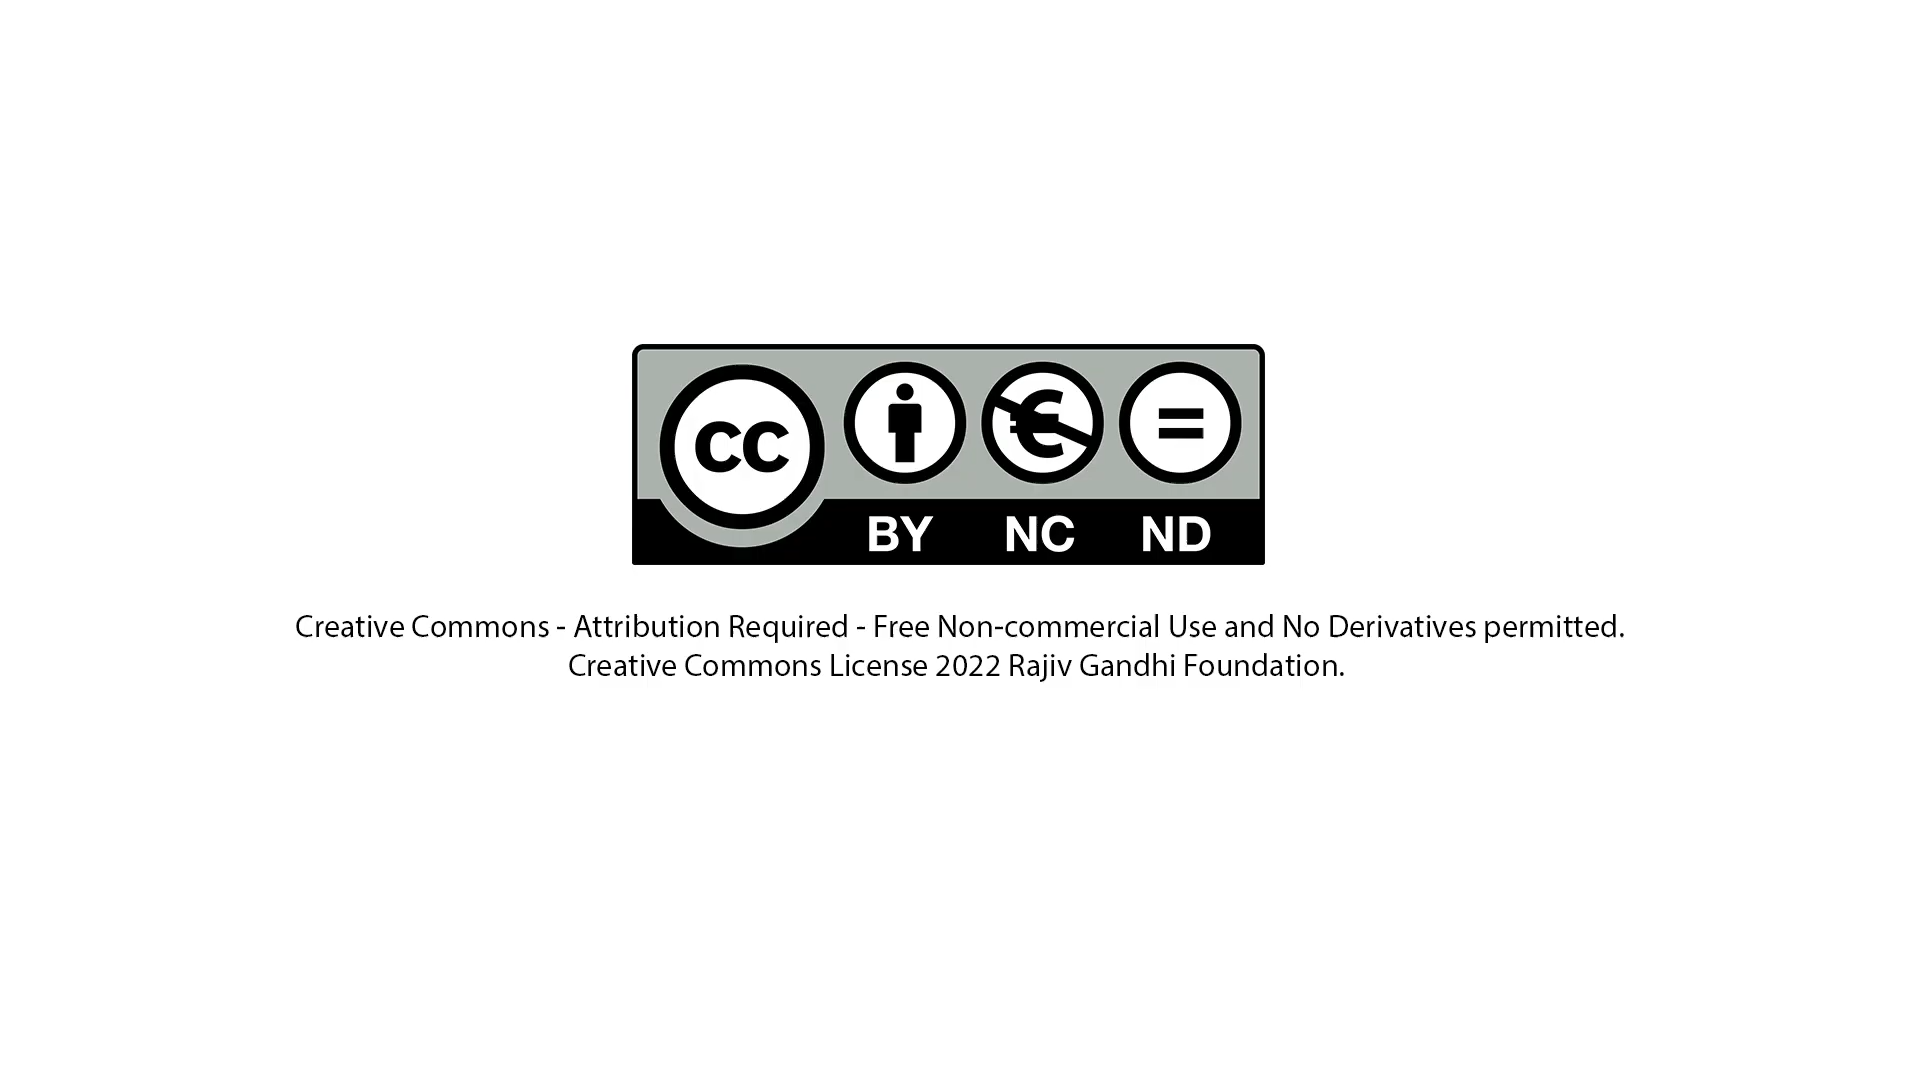 cc
BY NC ND
Creative Commons - Attribution Required - Free Non-commercial Use and No Derivatives permitted.
Creative Commons License 2022 Rajiv Gandhi Foundation.